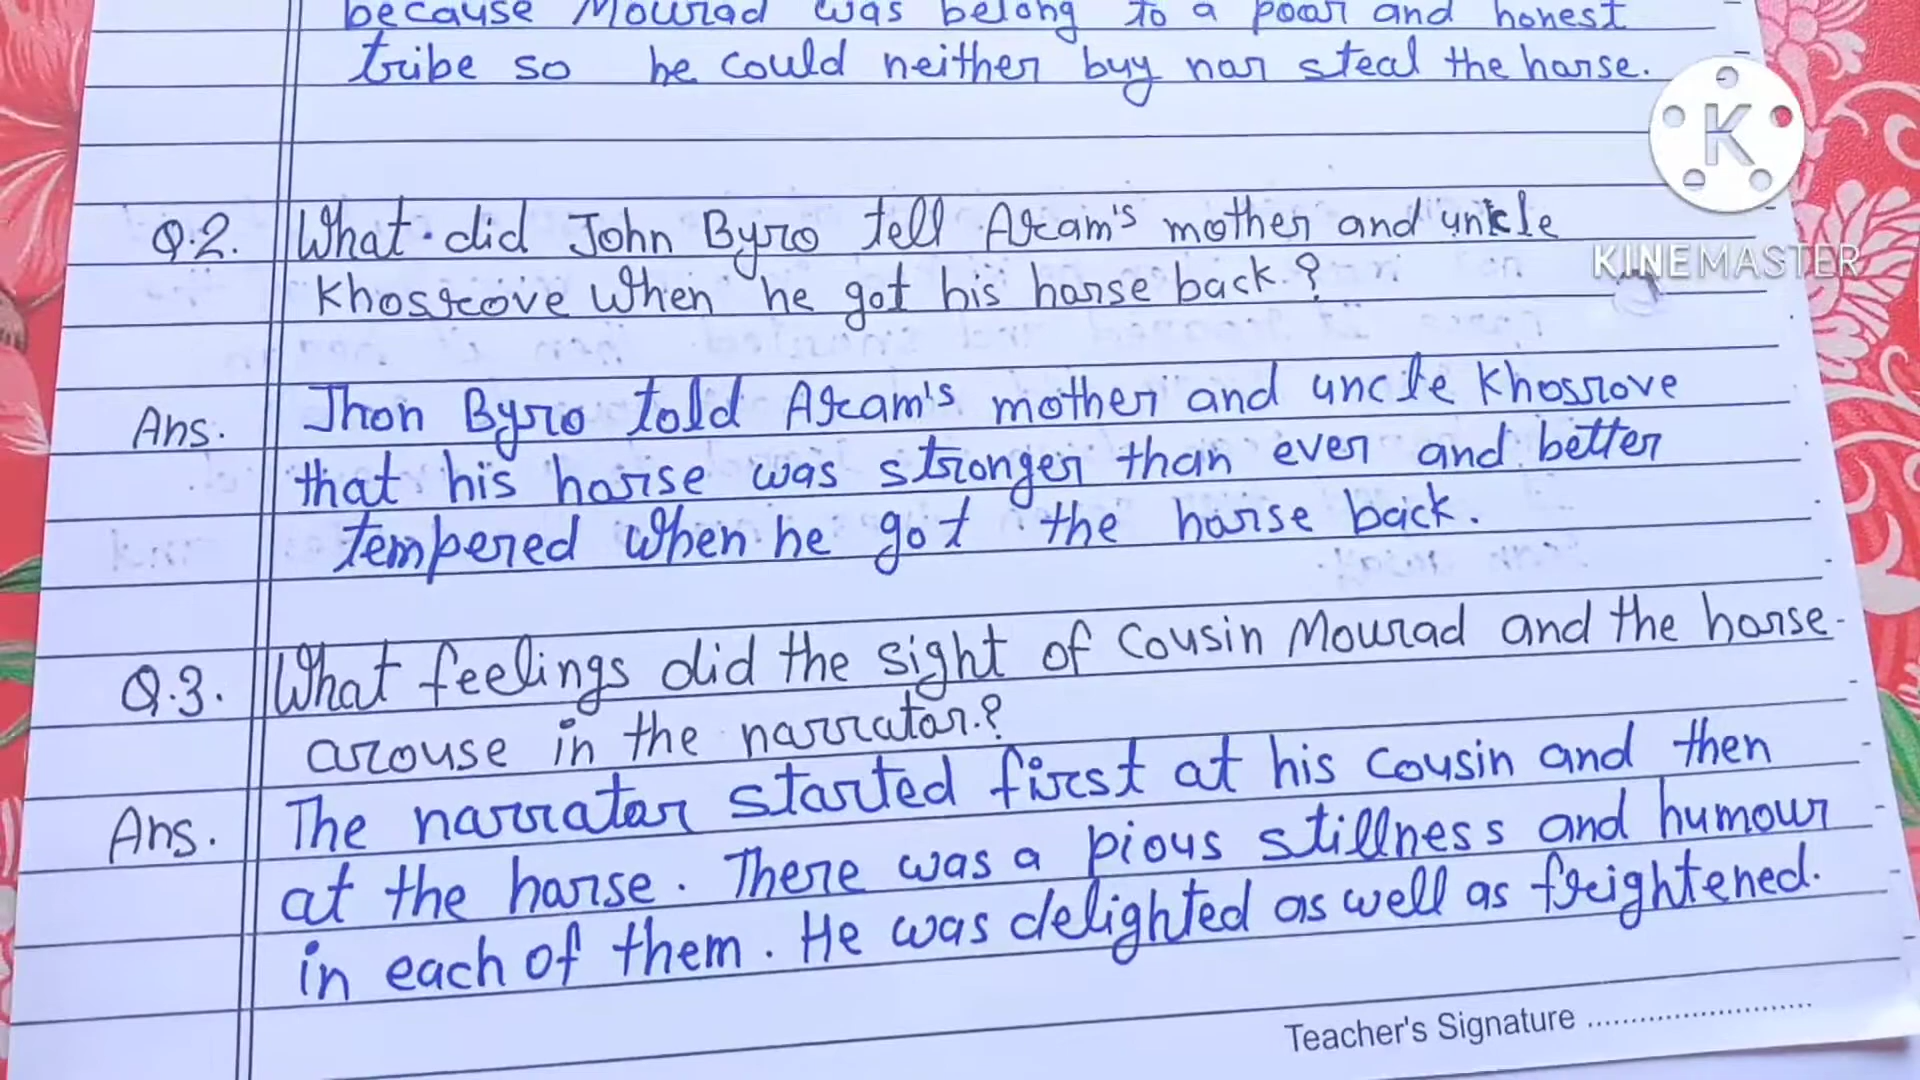 because Mourad was belong to a poor and honest
tribe so he could neither buy nor steal the horse.
K
KINEMASTER
Q.2. What did John Byro tell Aram's mother and unkle
Khosrove When he got his horse back ?
Ans. Jhon Byro told Aram's mother and uncle Khosrove
that his horse was stronger than ever and better
tempered when he got the horse back.
Q.3. What feelings did the sight of Cousin Mourad and the horse
arouse in the narrator.?
Ans. The narrator started first at his cousin and then
at the horse. There was a pious stillness and humour
in each of them. He was delighted as well as freightened.
Teacher's Signature ........................